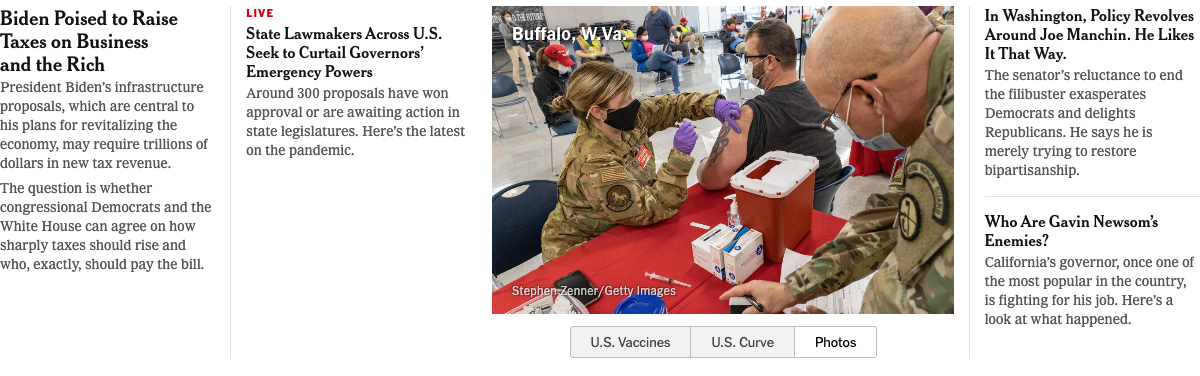 Biden Poised to Raise
Taxes on Business
and the Rich
President Biden's infrastructure
proposals, which are central to
his plans for revitalizing the
economy, may require trillions of
dollars in new tax revenue.
The question is whether
congressional Democrats and the
White House can agree on how
sharply taxes should rise and
who, exactly, should pay the bill.
LIVE
State Lawmakers Across U.S.
Seek to Curtail Governors'
Emergency Powers
Around 300 proposals have won
approval or are awaiting action in
state legislatures. Here's the latest
on the pandemic.
Buffalo, W.Va.
Stephen Zenner/Getty Images
U.S. Vaccines
U.S. Curve
Photos
In Washington, Policy Revolves
Around Joe Manchin. He Likes
It That Way.
The senator's reluctance to end
the filibuster exasperates
Democrats and delights
Republicans. He says he is
merely trying to restore
bipartisanship.
Who Are Gavin Newsom's
Enemies?
California's governor, once one of
the most popular in the country,
is fighting for his job. Here's a
look at what happened.